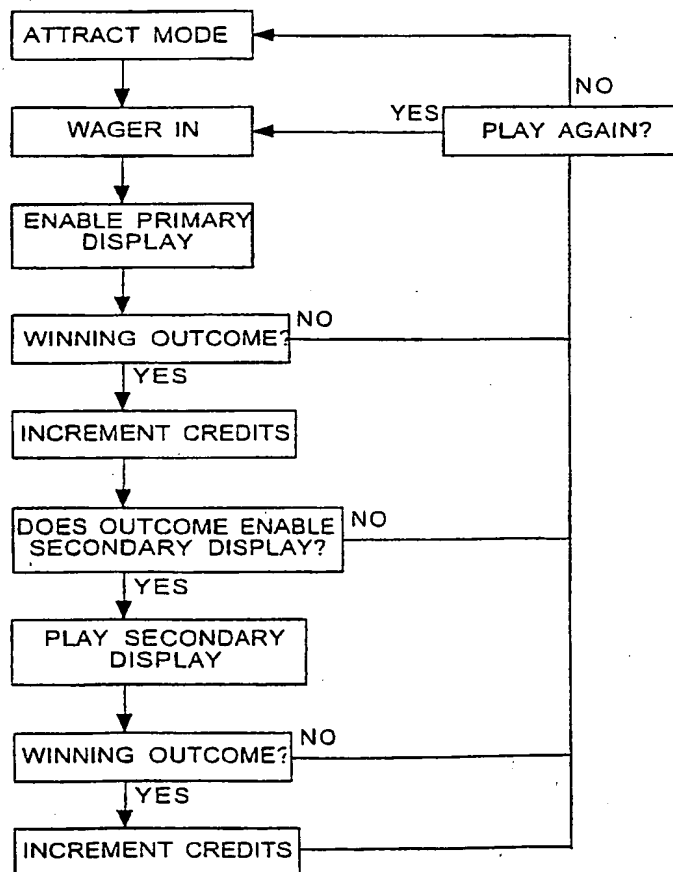 ATTRACT MODE
NO
WAGER IN
YES
PLAY AGAIN?
ENABLE PRIMARY
DISPLAY
WINNING OUTCOME?
NO
YES
INCREMENT CREDITS
DOES OUTCOME ENABLE
SECONDARY DISPLAY?
NO
YES
PLAY SECONDARY
DISPLAY
WINNING OUTCOME?
NO
YES
INCREMENT CREDITS